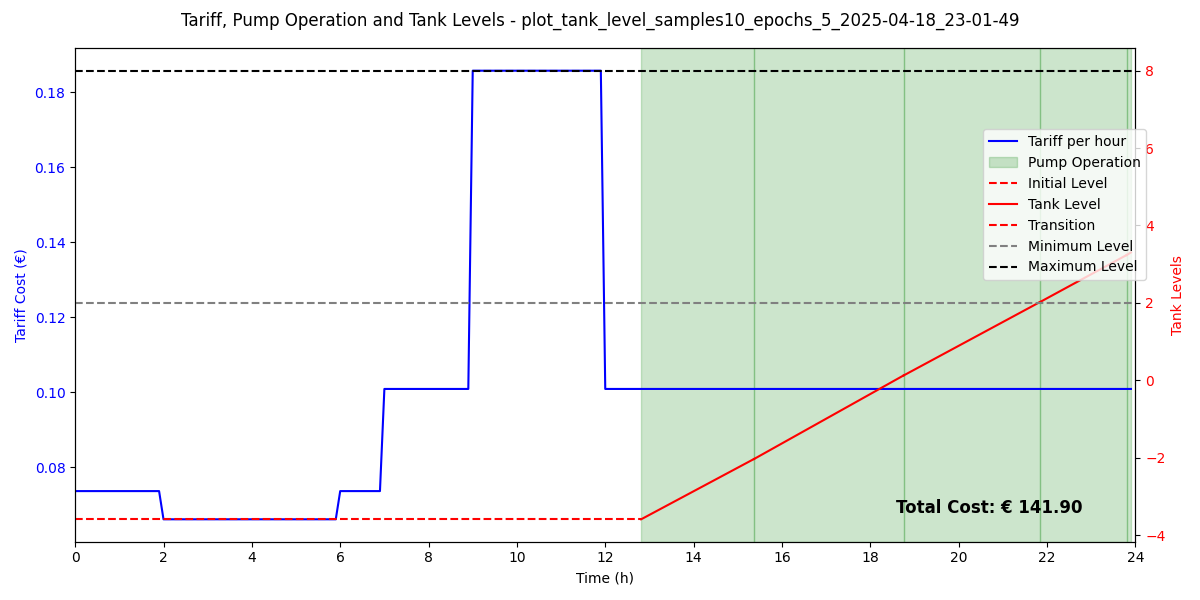 Tariff, Pump Operation and Tank Levels - plot_tank_level_samples10_epochs_5_2025-04-18_23-01-49
Tariff Cost (€)
0.18
0.16
0.14
0.12
0.10
0.08
0
2
4
6
8
10
12
14
16
18
20
22
24
Time (h)
8
6
4
2
0
−2
−4
Tank Levels
Tariff per hour
Pump Operation
Initial Level
Tank Level
Transition
Minimum Level
Maximum Level
Total Cost: € 141.90